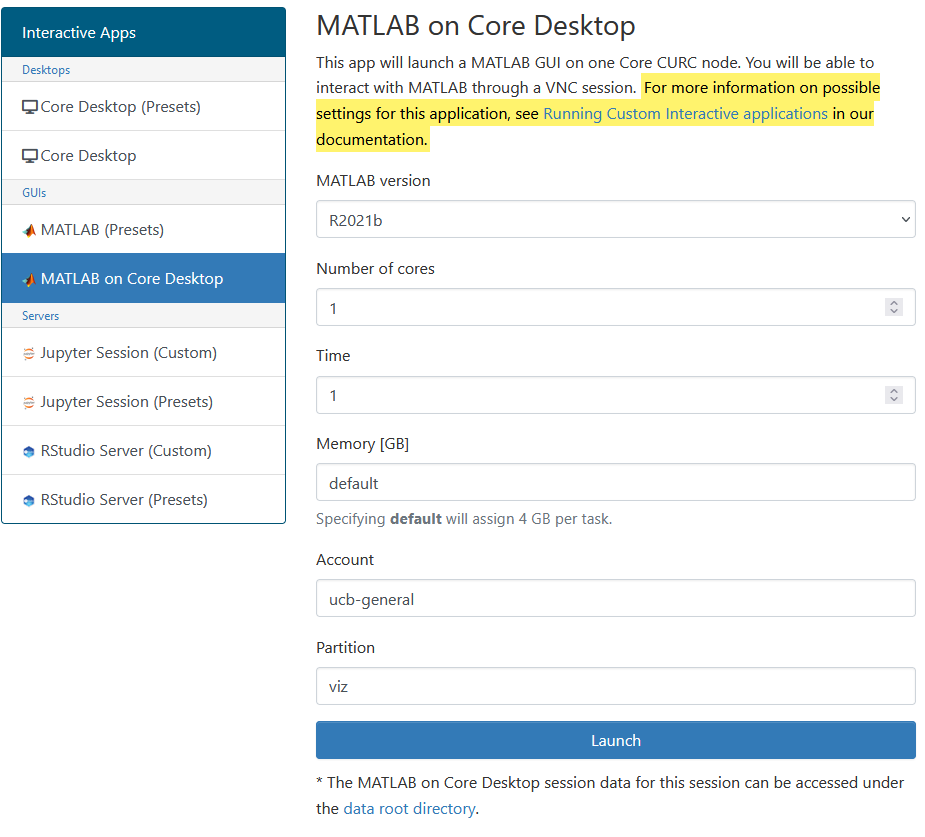 Interactive Apps
Desktops
Core Desktop (Presets)
Core Desktop
GUIs
MATLAB (Presets)
MATLAB on Core Desktop
Servers
Jupyter Session (Custom)
Jupyter Session (Presets)
RStudio Server (Custom)
RStudio Server (Presets)
MATLAB on Core Desktop
This app will launch a MATLAB GUI on one Core CURC node. You will be able to
interact with MATLAB through a VNC session. For more information on possible
settings for this application, see Running Custom Interactive applications in our
documentation.
MATLAB version
R2021b
Number of cores
1
Time
1
Memory [GB]
default
Specifying default will assign 4 GB per task.
Account
ucb-general
Partition
viz
Launch
* The MATLAB on Core Desktop session data for this session can be accessed under
the data root directory.